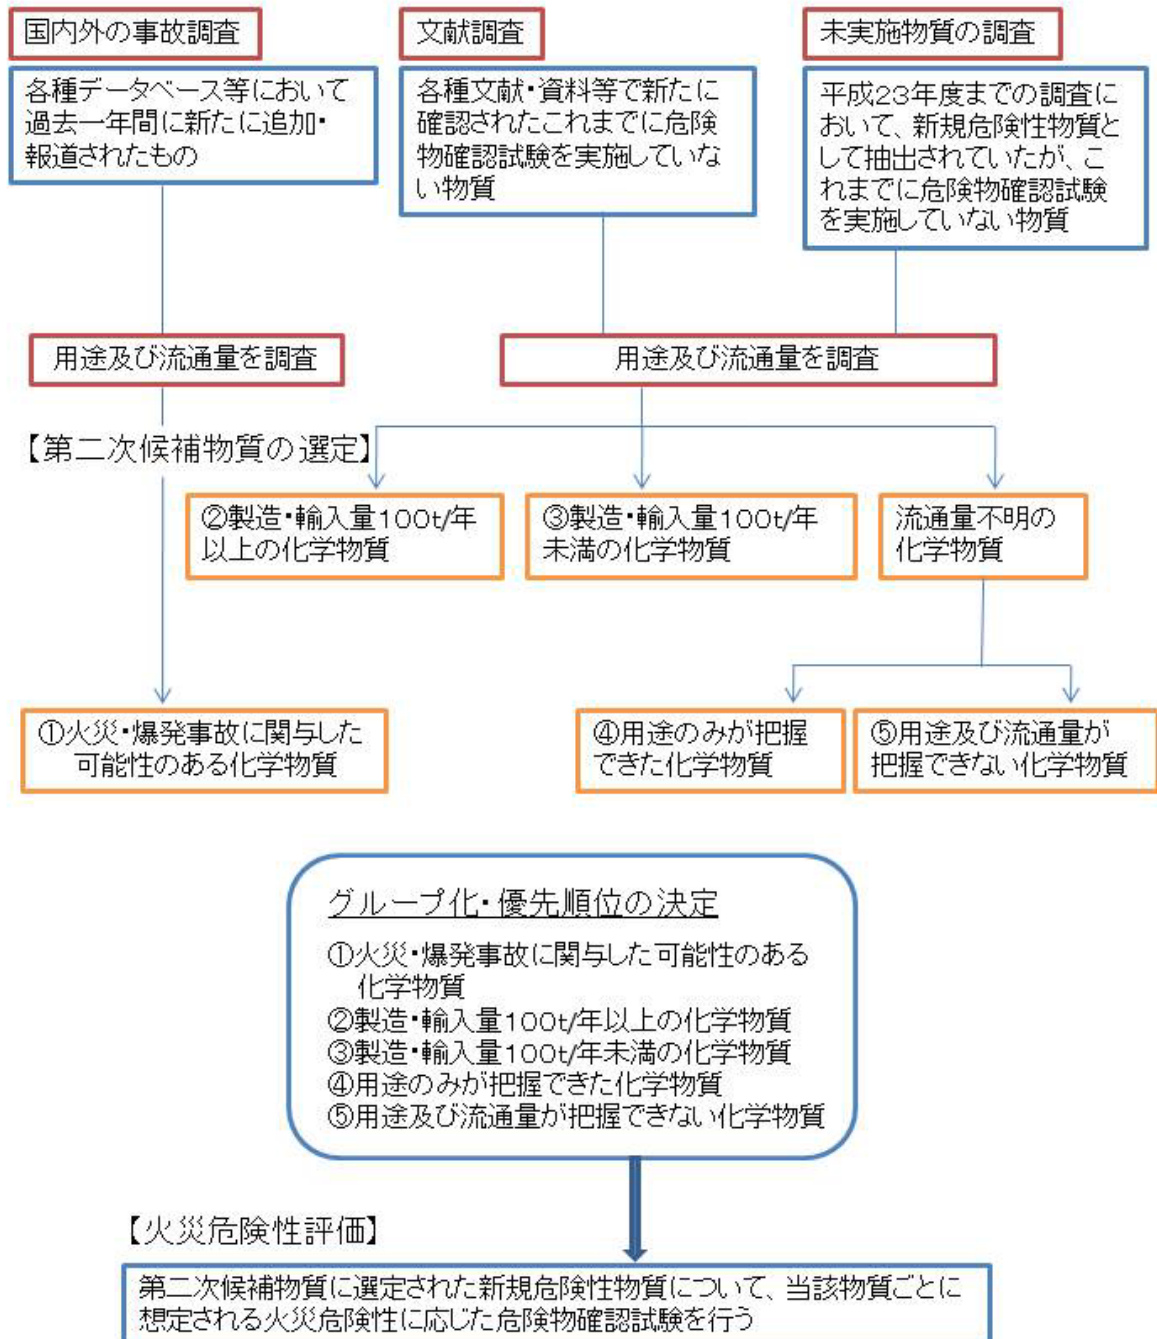 国内外の事故調査
各種データベース等において
過去一年間に新たに追加・
報道されたもの
文献調査
各種文献・資料等で新たに
確認されたこれまでに危険
物確認試験を実施していな
い物質
未実施物質の調査
平成23年度までの調査に
おいて、新規危険性物質と
して抽出されていたが、こ
れまでに危険物確認試験
を実施していない物質
用途及び流通量を調査
用途及び流通量を調査
【第二次候補物質の選定】
②製造・輸入量100t/年
以上の化学物質
③製造・輸入量100t/年
未満の化学物質
流通量不明の
化学物質
①火災・爆発事故に関与した
可能性のある化学物質
④用途のみが把握
できた化学物質
⑤用途及び流通量が
把握できない化学物質
グループ化・優先順位の決定
①火災・爆発事故に関与した可能性のある
化学物質
②製造・輸入量100t/年以上の化学物質
③製造・輸入量100t/年未満の化学物質
④用途のみが把握できた化学物質
⑤用途及び流通量が把握できない化学物質
【火災危険性評価】
第二次候補物質に選定された新規危険性物質について、当該物質ごとに
想定される火災危険性に応じた危険物確認試験を行う